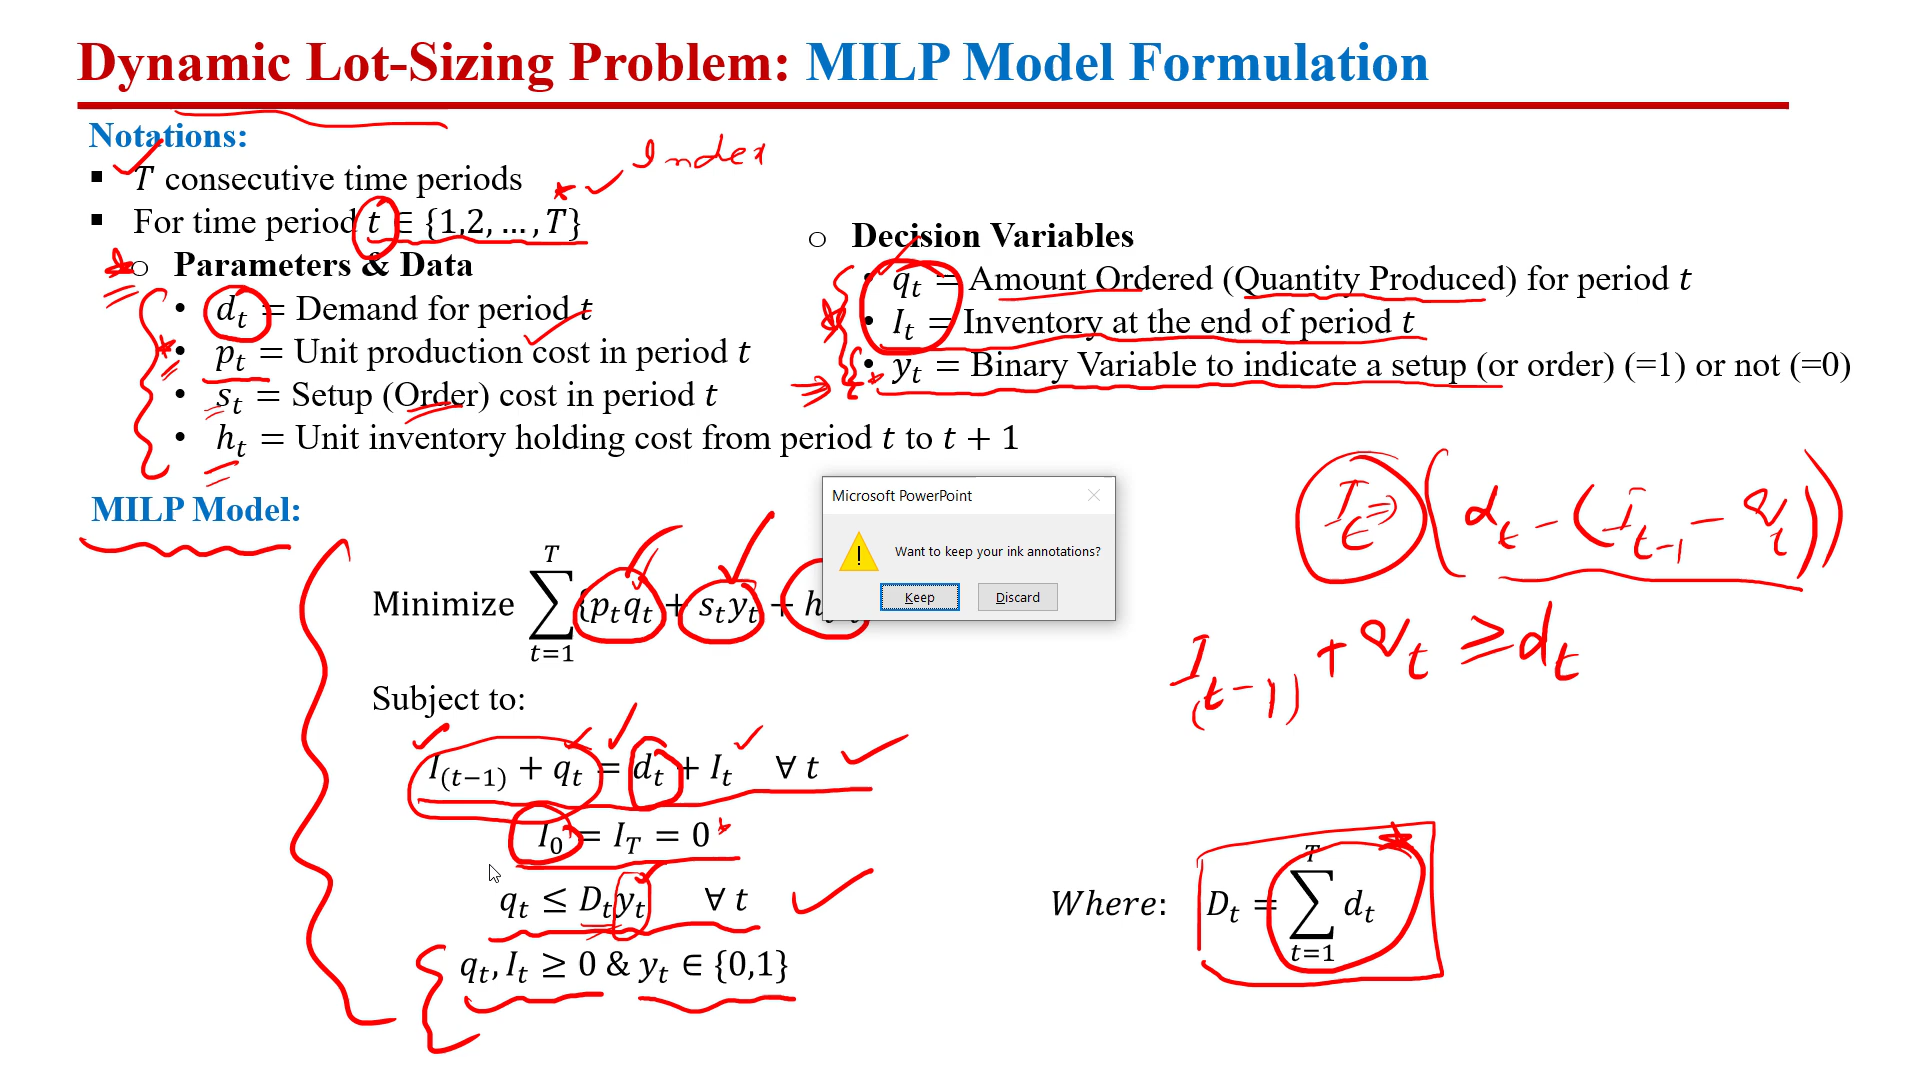 Dynamic Lot-Sizing Problem: MILP Model Formulation
Notations:
Index
▪ T consecutive time periods
▪ For time period t ∈ {1,2, … , T}
○ Parameters & Data
• d_t = Demand for period t
• p_t = Unit production cost in period t
• s_t = Setup (Order) cost in period t
• h_t = Unit inventory holding cost from period t to t + 1
○ Decision Variables
• q_t = Amount Ordered (Quantity Produced) for period t
• I_t = Inventory at the end of period t
• y_t = Binary Variable to indicate a setup (or order) (=1) or not (=0)
MILP Model:
Microsoft PowerPoint
Want to keep your ink annotations?
Keep
Discard
I_t = (d_t - (I_{t-1} - q_t))
Minimize ∑_{t=1}^{T} {p_t q_t + s_t y_t + h
I_{(t-1)} + q_t ≥ d_t
Subject to:
I_{(t−1)} + q_t = d_t + I_t ∀ t
I_0 = I_T = 0
q_t ≤ D_t y_t ∀ t
q_t, I_t ≥ 0 & y_t ∈ {0,1}
Where: D_t = ∑_{t=1}^{T} d_t